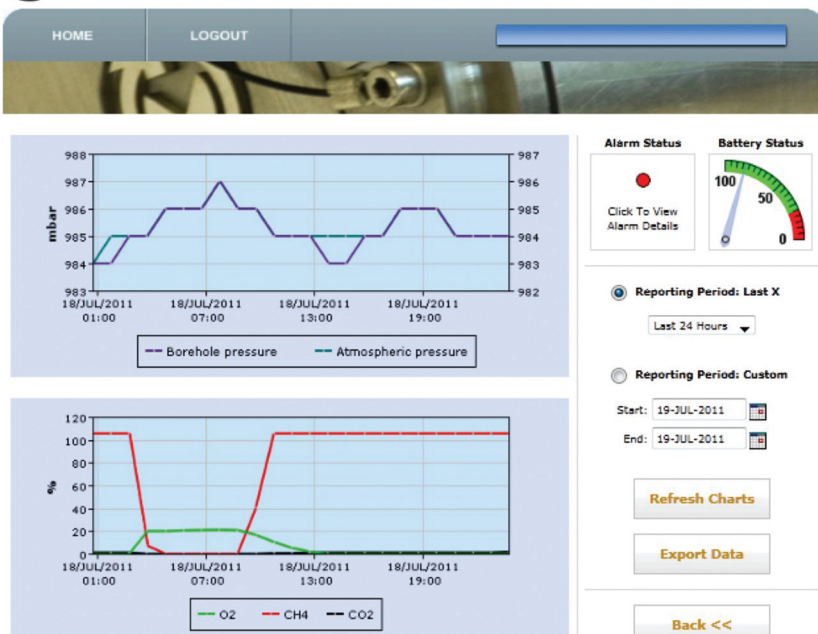 HOME
LOGOUT
988
987
986
985
984
983
mbar
987
986
985
984
983
982
18/JUL/2011 18/JUL/2011 18/JUL/2011 18/JUL/2011
01:00 07:00 13:00 19:00
Borehole pressure Atmospheric pressure
120
100
80
60
40
20
0
%
18/JUL/2011 18/JUL/2011 18/JUL/2011 18/JUL/2011
01:00 07:00 13:00 19:00
O2 CH4 CO2
Alarm Status
Click To View
Alarm Details
Battery Status
100
50
0
Reporting Period: Last X
Last 24 Hours
Reporting Period: Custom
Start: 19-JUL-2011
End: 19-JUL-2011
Refresh Charts
Export Data
Back <<